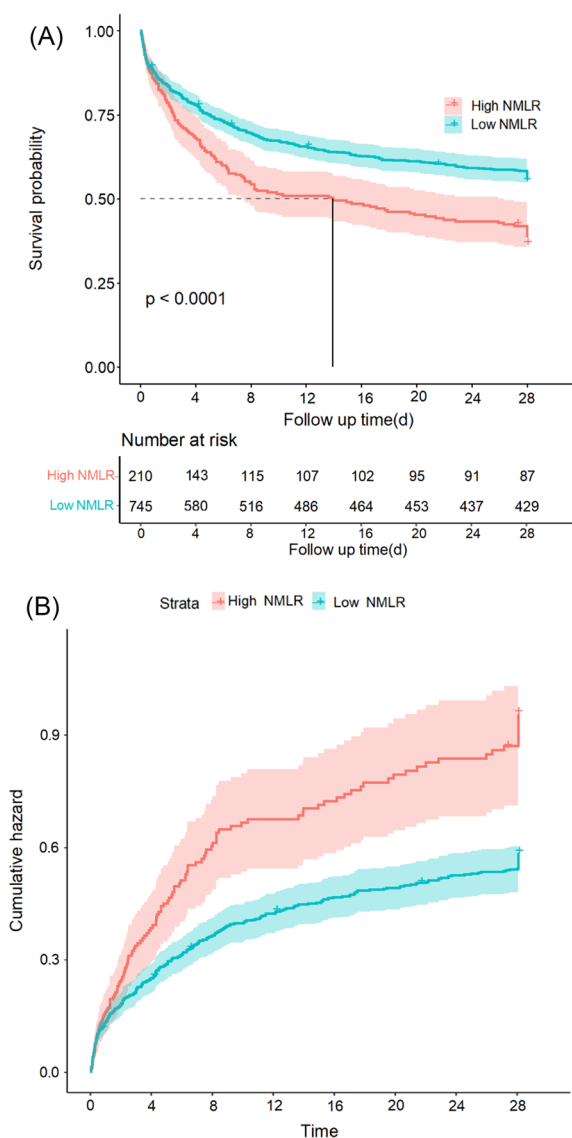 (A)
1.00
0.75
0.50
0.25
0.00
Survival probability
High NMLR
Low NMLR
p < 0.0001
0 4 8 12 16 20 24 28
Follow up time(d)
Number at risk
High NMLR 210 143 115 107 102 95 91 87
Low NMLR 745 580 516 486 464 453 437 429
0 4 8 12 16 20 24 28
Follow up time(d)
(B)
Strata High NMLR Low NMLR
0.9
0.6
0.3
0.0
Cumulative hazard
0 4 8 12 16 20 24 28
Time